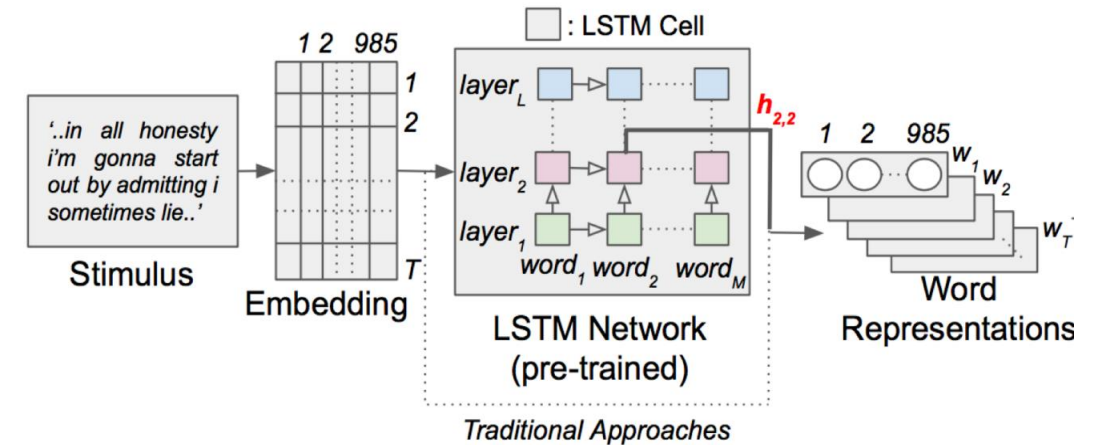 : LSTM Cell
1 2 985
1
2
T
'..in all honesty
i'm gonna start
out by admitting i
sometimes lie..'
Stimulus
Embedding
layer_L
layer_2
layer_1
word_1 word_2 word_M
h_2,2
LSTM Network
(pre-trained)
1 2 985
w_1
w_2
w_T
Word
Representations
Traditional Approaches